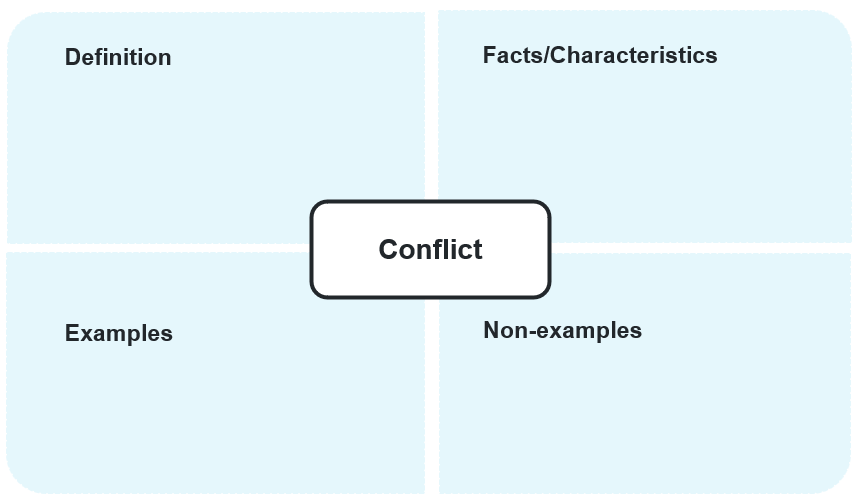 Definition
Facts/Characteristics
Conflict
Examples
Non-examples